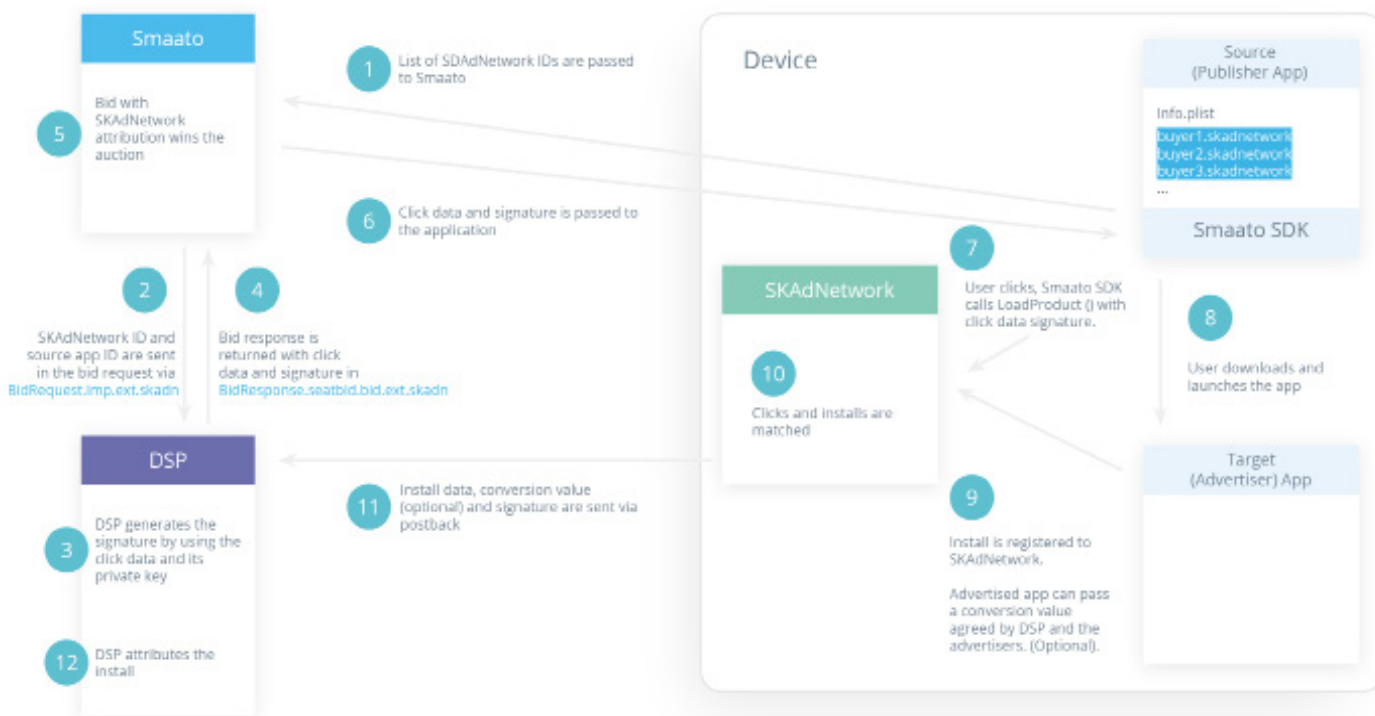 Smaato
5
Bid with
SKAdNetwork
attribution wins the
auction
1
List of SDAdNetwork IDs are passed
to Smaato
6
Click data and signature is passed to
the application
2
SKAdNetwork ID and
source app ID are sent
in the bid request via
BidRequest.imp.ext.skadn
4
Bid response is
returned with click
data and signature in
BidResponse.seatbid.bid.ext.skadn
DSP
3
DSP generates the
signature by using the
click data and its
private key
12
DSP attributes the
install
11
Install data, conversion value
(optional) and signature are sent via
postback
Device
Source
(Publisher App)
Info.plist
buyer1.skadnetwork
buyer2.skadnetwork
buyer3.skadnetwork
...
Smaato SDK
7
User clicks, Smaato SDK
calls LoadProduct () with
click data signature.
SKAdNetwork
10
Clicks and installs are
matched
8
User downloads and
launches the app
9
Install is registered to
SKAdNetwork.
Advertised app can pass
a conversion value
agreed by DSP and the
advertisers. (Optional).
Target
(Advertiser) App